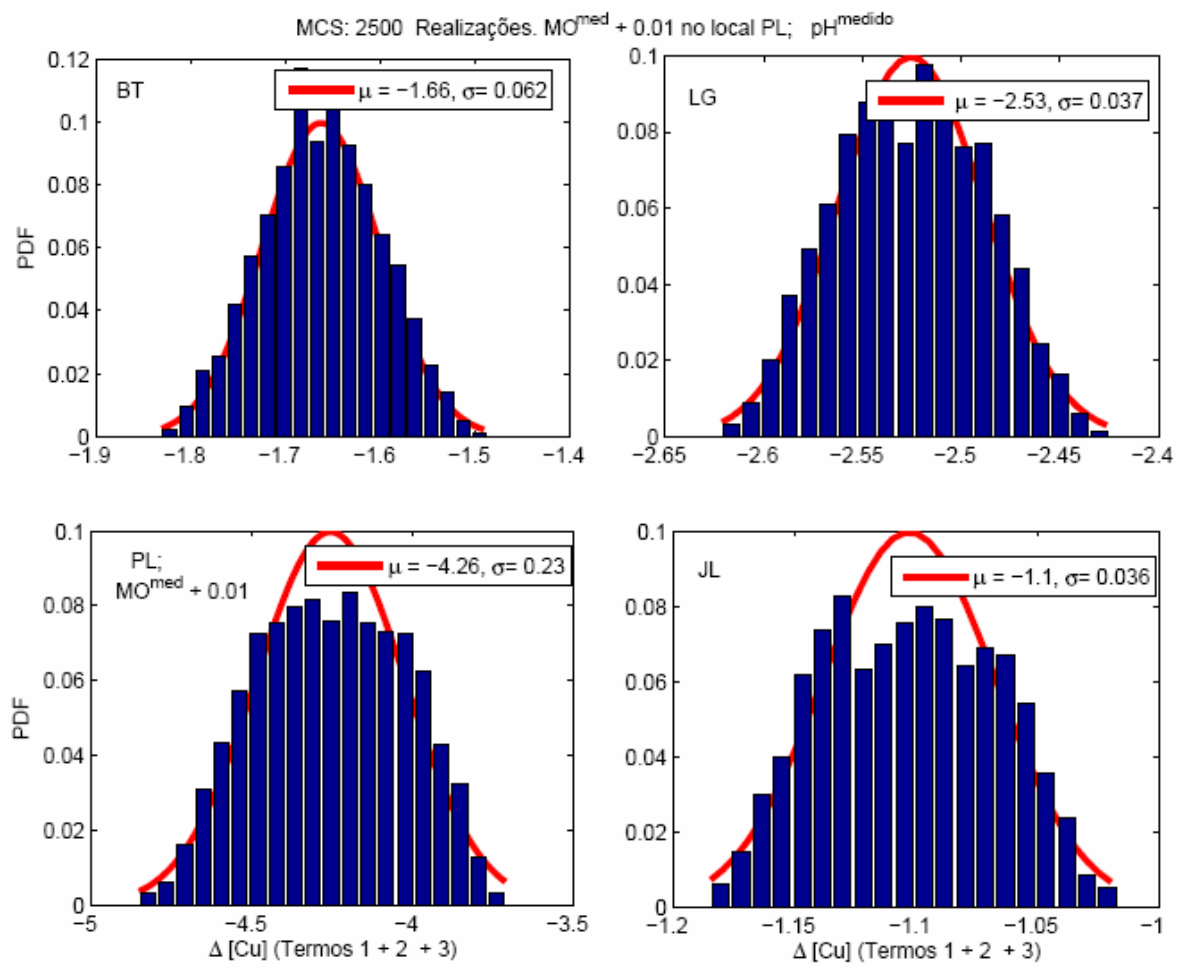 MCS: 2500 Realizações. MO^med + 0.01 no local PL; pH^medido
BT
μ = −1.66, σ= 0.062
PDF
0.12
0.1
0.08
0.06
0.04
0.02
0
−1.9 −1.8 −1.7 −1.6 −1.5 −1.4
LG
μ = −2.53, σ= 0.037
0.1
0.08
0.06
0.04
0.02
0
−2.65 −2.6 −2.55 −2.5 −2.45 −2.4
PL;
MO^med + 0.01
μ = −4.26, σ= 0.23
PDF
0.1
0.08
0.06
0.04
0.02
0
−5 −4.5 −4 −3.5
Δ [Cu] (Termos 1 + 2 + 3)
JL
μ = −1.1, σ= 0.036
0.1
0.08
0.06
0.04
0.02
0
−1.2 −1.15 −1.1 −1.05 −1
Δ [Cu] (Termos 1 + 2 + 3)